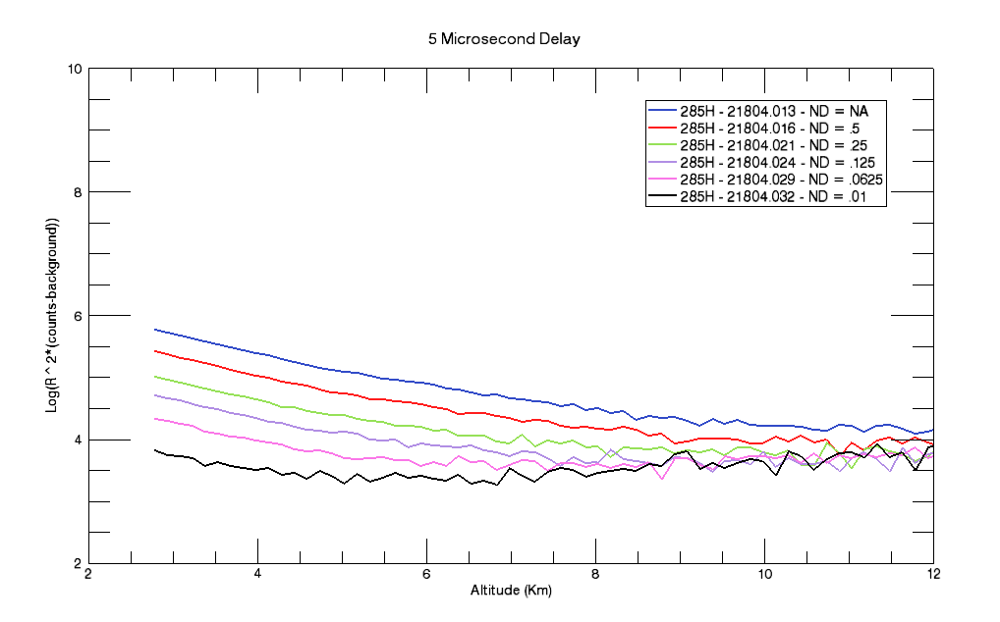 5 Microsecond Delay
10
8
6
4
2
Log(R ^ 2*(counts-background))
285H - 21804.013 - ND = NA
285H - 21804.016 - ND = .5
285H - 21804.021 - ND = .25
285H - 21804.024 - ND = .125
285H - 21804.029 - ND = .0625
285H - 21804.032 - ND = .01
2 4 6 8 10 12
Altitude (Km)